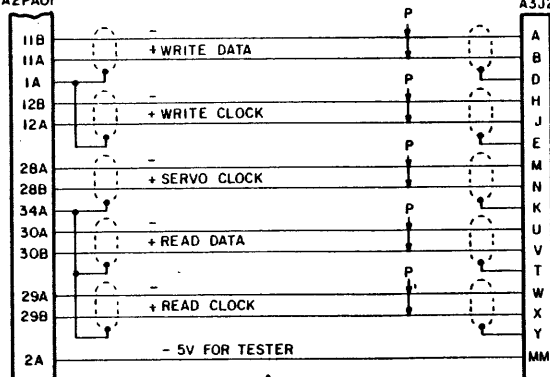 A2PA01 A3J2
P
11B - A
11A + WRITE DATA B
1A D
P
12B - H
12A + WRITE CLOCK J
E
P
28A - M
28B + SERVO CLOCK N
34A K
P
30A - U
30B + READ DATA V
T
P
29A - W
29B + READ CLOCK X
Y
2A - 5V FOR TESTER MM